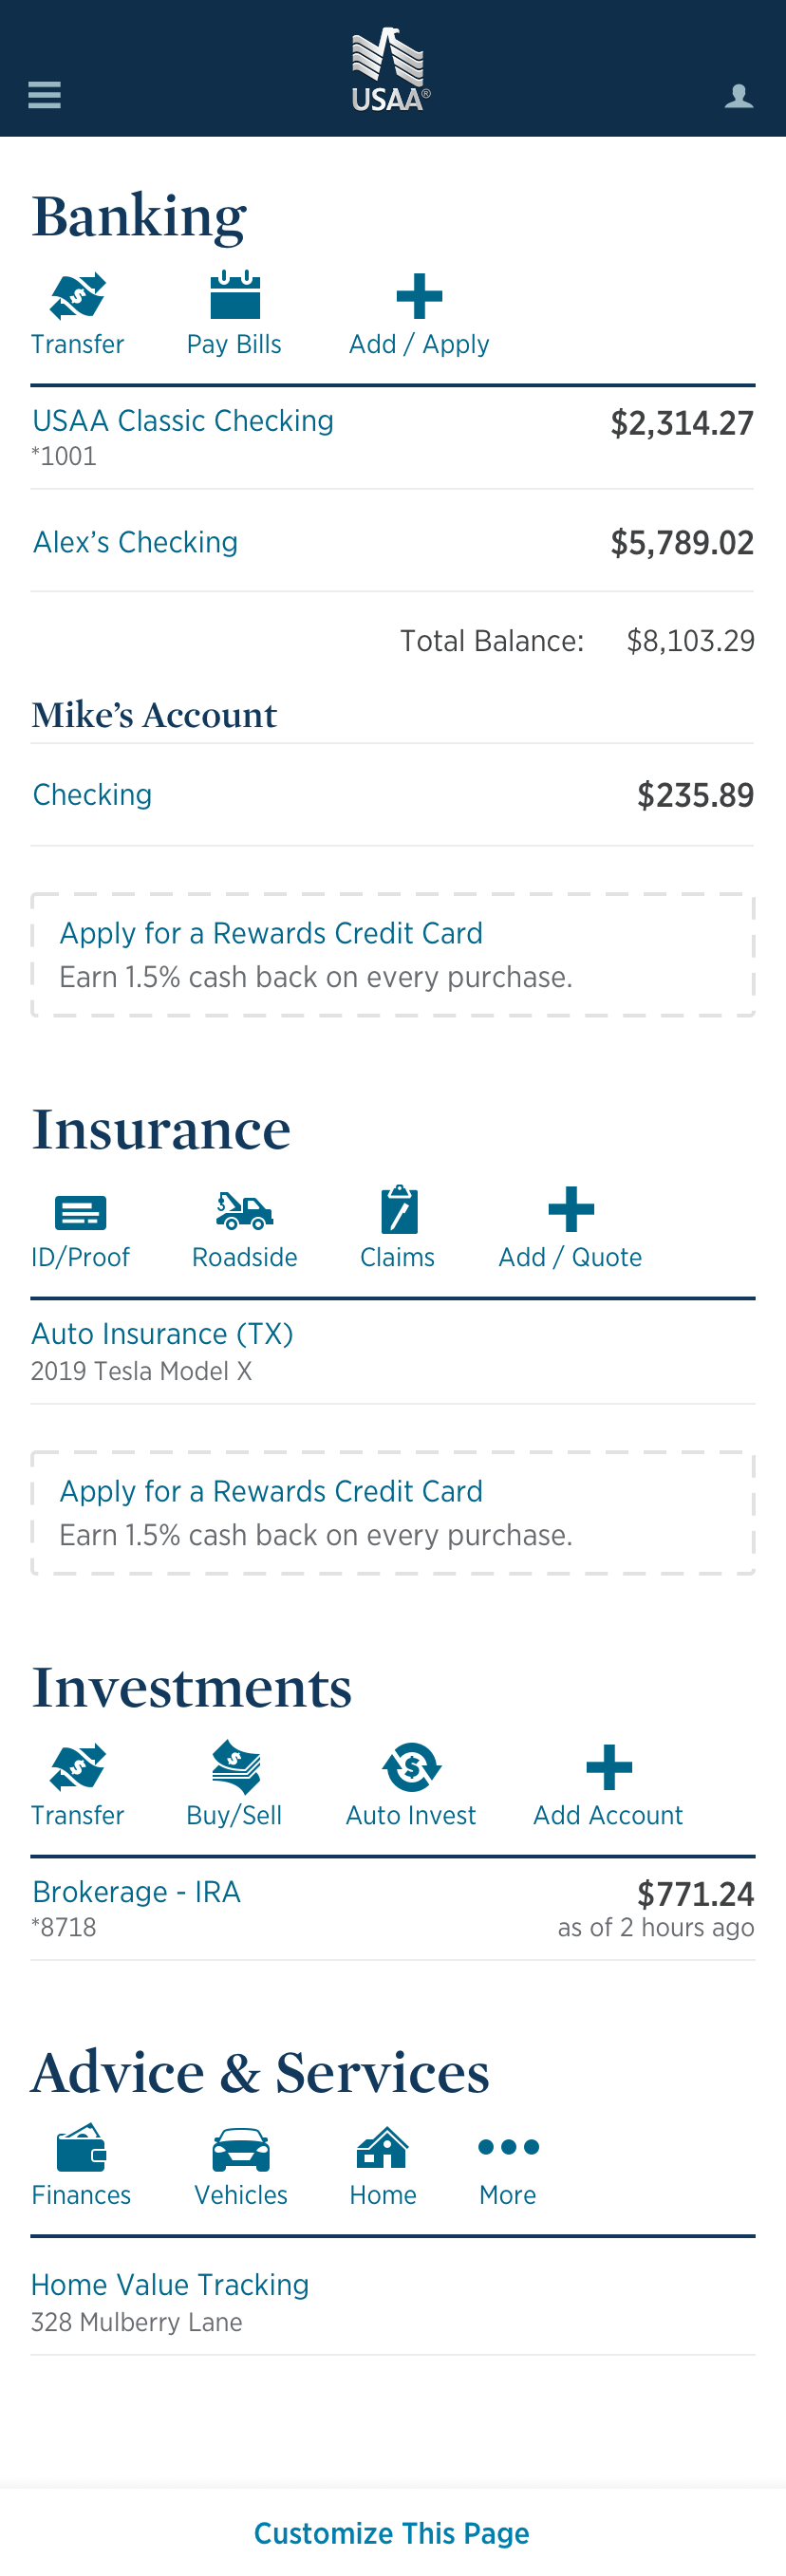 USAA®
Banking
Transfer Pay Bills Add / Apply
USAA Classic Checking $2,314.27
*1001
Alex’s Checking $5,789.02
Total Balance: $8,103.29
Mike’s Account
Checking $235.89
Apply for a Rewards Credit Card
Earn 1.5% cash back on every purchase.
Insurance
ID/Proof Roadside Claims Add / Quote
Auto Insurance (TX)
2019 Tesla Model X
Apply for a Rewards Credit Card
Earn 1.5% cash back on every purchase.
Investments
Transfer Buy/Sell Auto Invest Add Account
Brokerage - IRA $771.24
*8718 as of 2 hours ago
Advice & Services
Finances Vehicles Home More
Home Value Tracking
328 Mulberry Lane
Customize This Page